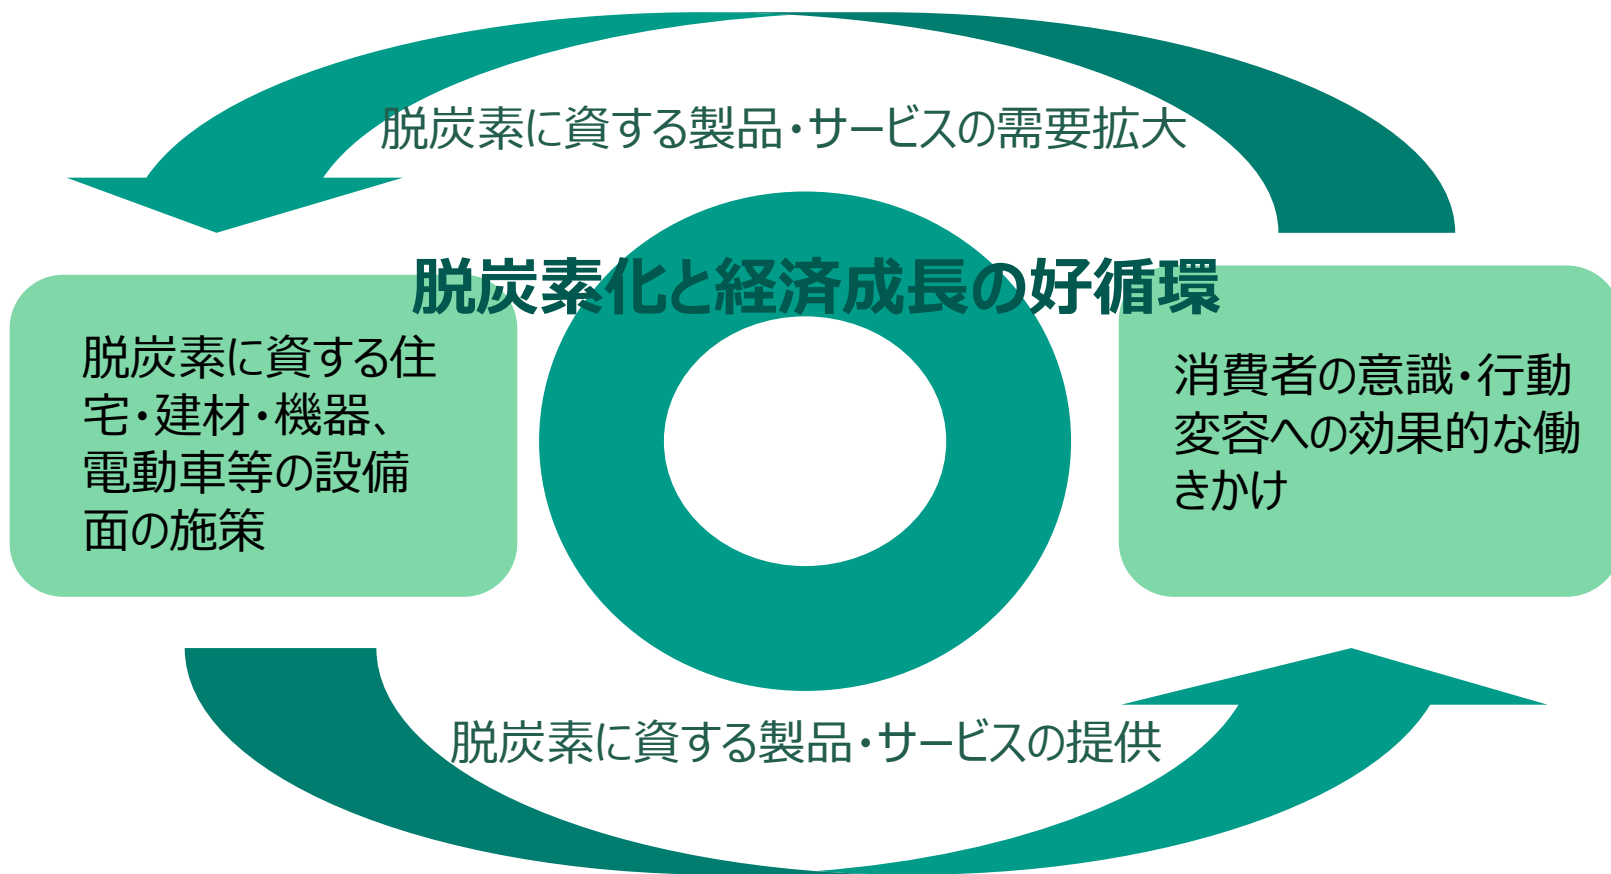 脱炭素に資する製品・サービスの需要拡大
脱炭素化と経済成長の好循環
脱炭素に資する住
宅・建材・機器、
電動車等の設備
面の施策
消費者の意識・行動
変容への効果的な働
きかけ
脱炭素に資する製品・サービスの提供